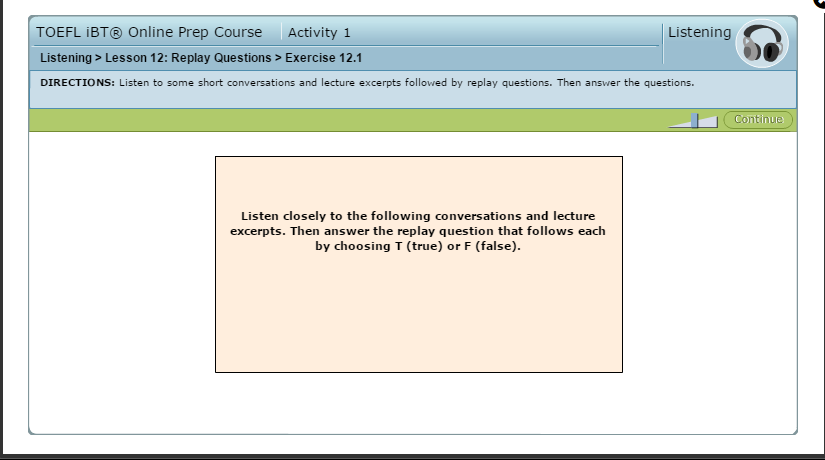 TOEFL iBT® Online Prep Course Activity 1 Listening
Listening > Lesson 12: Replay Questions > Exercise 12.1
DIRECTIONS: Listen to some short conversations and lecture excerpts followed by replay questions. Then answer the questions.
Continue
Listen closely to the following conversations and lecture
excerpts. Then answer the replay question that follows each
by choosing T (true) or F (false).